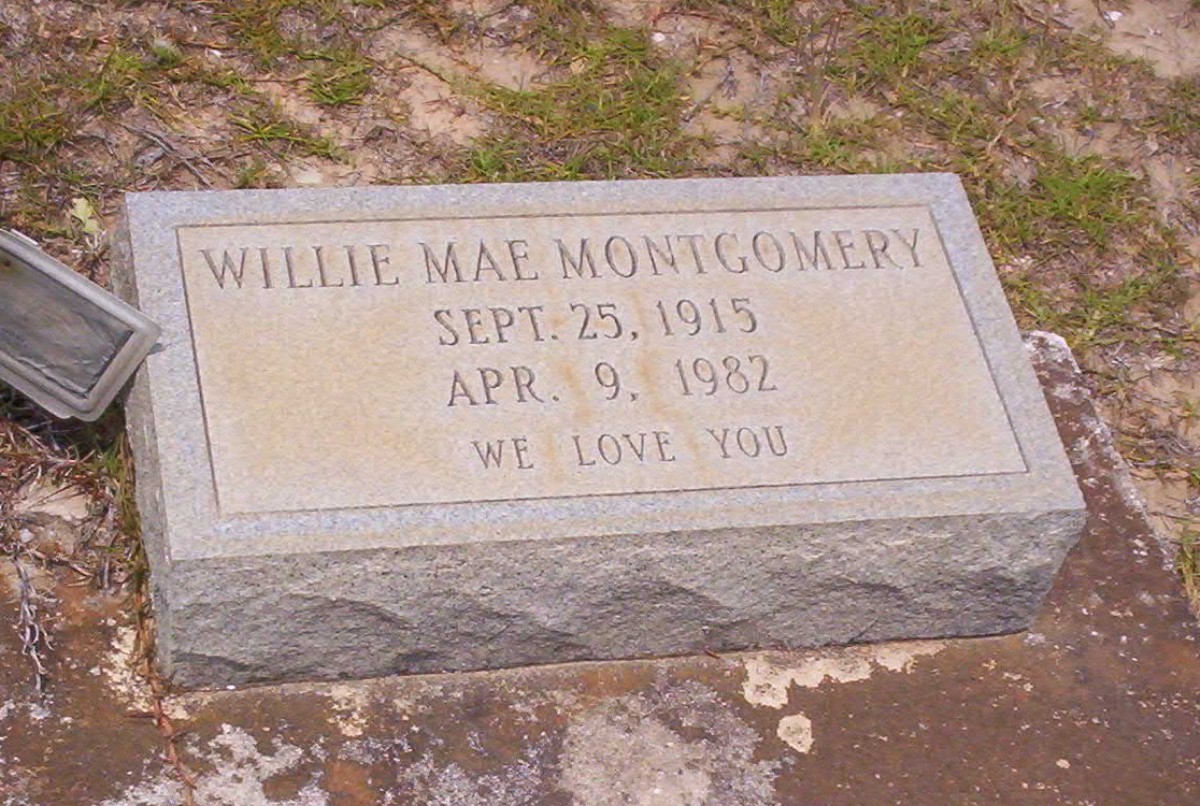 WILLIE MAE MONTGOMERY
SEPT. 25, 1915
APR. 9, 1982
WE LOVE YOU